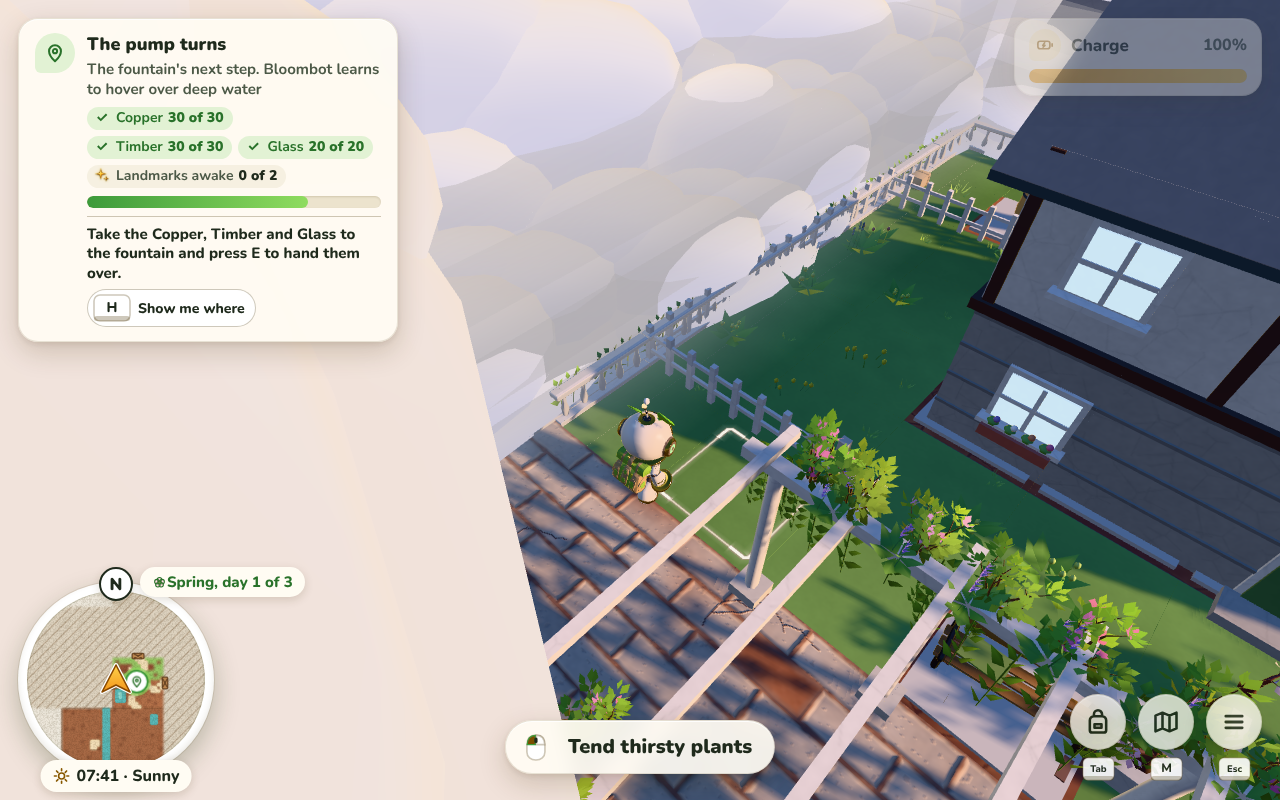 The pump turns
The fountain's next step. Bloombot learns
to hover over deep water
Copper 30 of 30
Timber 30 of 30 Glass 20 of 20
Landmarks awake 0 of 2
Take the Copper, Timber and Glass to
the fountain and press E to hand them
over.
H Show me where
Charge 100%
N
Spring, day 1 of 3
07:41 · Sunny
Tend thirsty plants
Tab M Esc